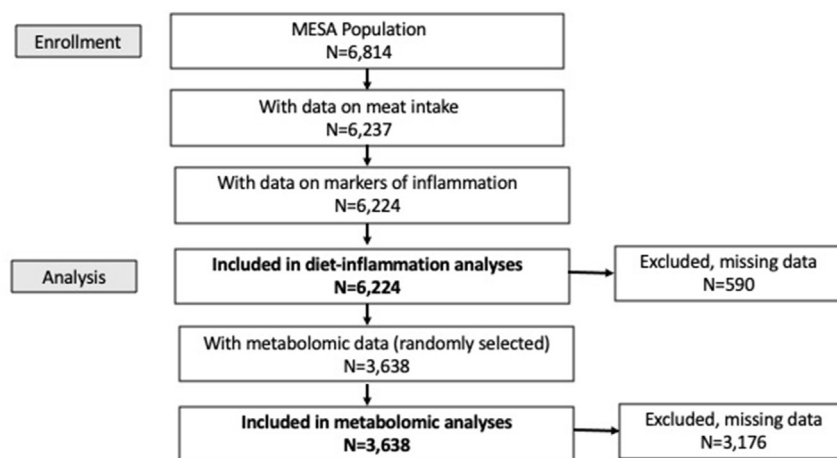 Enrollment
MESA Population
N=6,814
With data on meat intake
N=6,237
With data on markers of inflammation
N=6,224
Analysis
Included in diet-inflammation analyses
N=6,224
Excluded, missing data
N=590
With metabolomic data (randomly selected)
N=3,638
Included in metabolomic analyses
N=3,638
Excluded, missing data
N=3,176